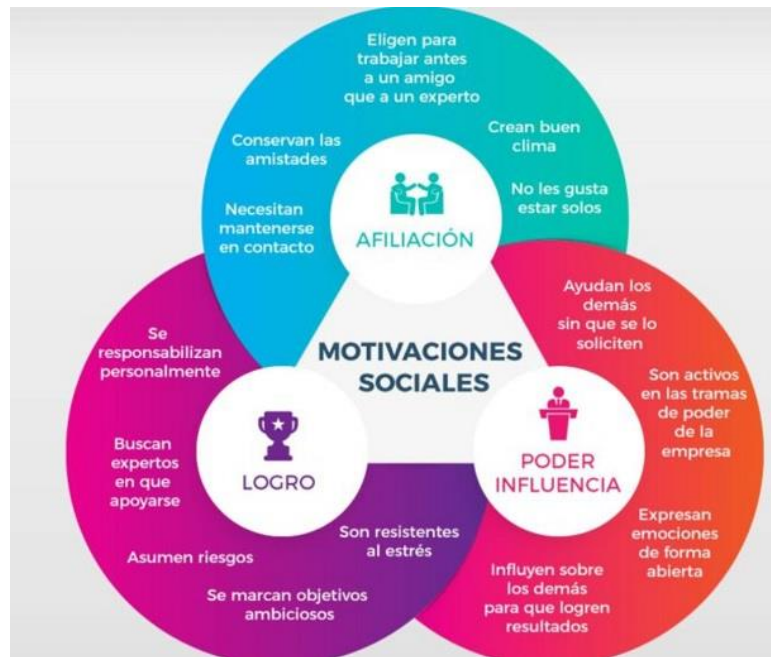 Eligen para
trabajar antes
a un amigo
que a un experto
Conservan las
amistades
Crean buen
clima
Necesitan
mantenerse
en contacto
No les gusta
estar solos
AFILIACIÓN
MOTIVACIONES
SOCIALES
Se
responsabilizan
personalmente
Buscan
expertos
en que
apoyarse
LOGRO
Asumen riesgos
Son resistentes
al estrés
Se marcan objetivos
ambiciosos
Ayudan los
demás
sin que se lo
soliciten
Son activos
en las tramas
de poder
de la
empresa
PODER
INFLUENCIA
Expresan
emociones
de forma
abierta
Influyen sobre
los demás
para que logren
resultados